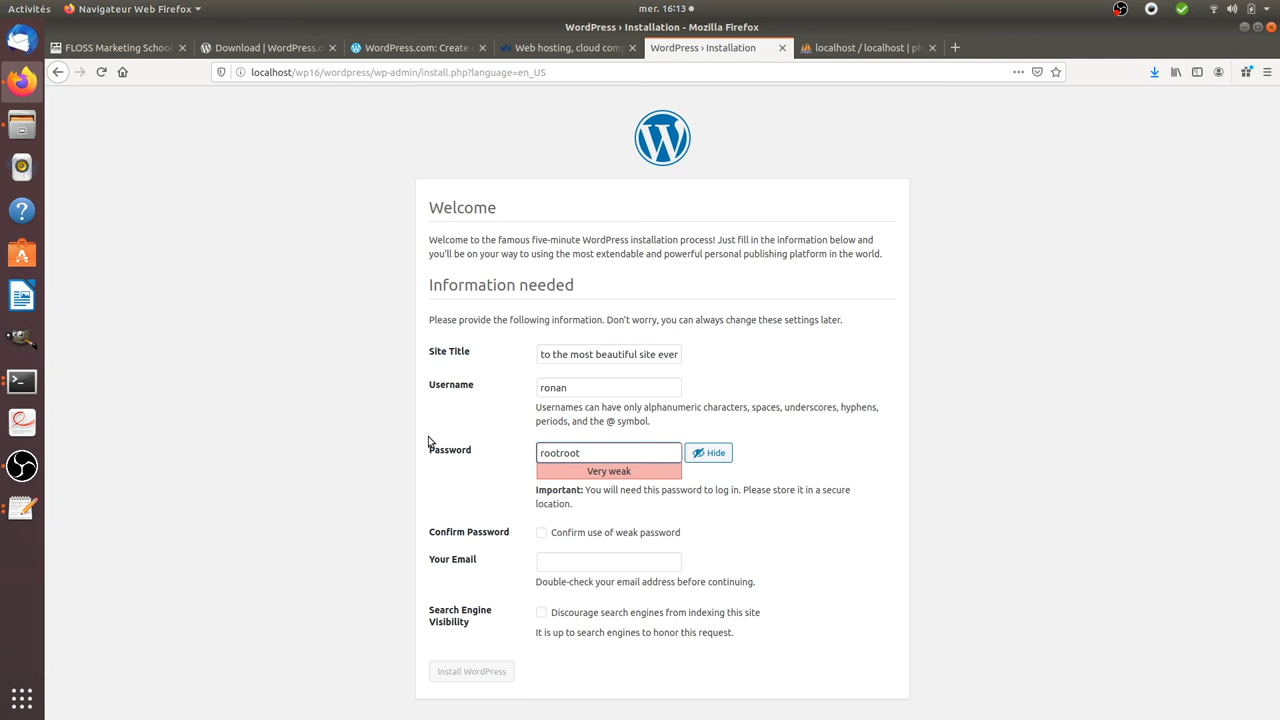 Activités
Navigateur Web Firefox
mer. 16:13
WordPress › Installation - Mozilla Firefox
FLOSS Marketing School
Download | WordPress.o
WordPress.com: Create
Web hosting, cloud comp
WordPress › Installation
localhost / localhost | ph
localhost/wp16/wordpress/wp-admin/install.php?language=en_US
Welcome
Welcome to the famous five-minute WordPress installation process! Just fill in the information below and
you'll be on your way to using the most extendable and powerful personal publishing platform in the world.
Information needed
Please provide the following information. Don't worry, you can always change these settings later.
Site Title
to the most beautiful site ever
Username
ronan
Usernames can have only alphanumeric characters, spaces, underscores, hyphens,
periods, and the @ symbol.
Password
rootroot
Hide
Very weak
Important: You will need this password to log in. Please store it in a secure
location.
Confirm Password
Confirm use of weak password
Your Email
Double-check your email address before continuing.
Search Engine
Visibility
Discourage search engines from indexing this site
It is up to search engines to honor this request.
Install WordPress